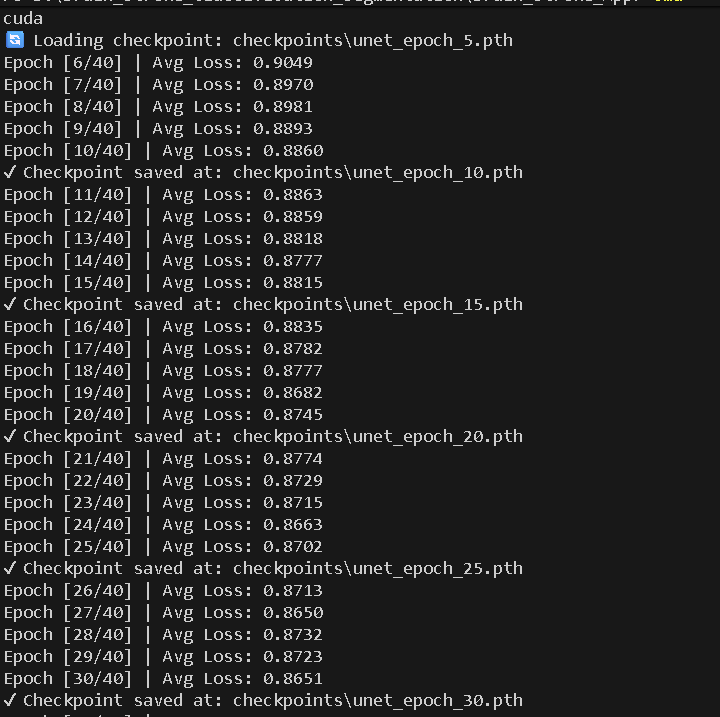 cuda
🔄 Loading checkpoint: checkpoints\unet_epoch_5.pth
Epoch [6/40] | Avg Loss: 0.9049
Epoch [7/40] | Avg Loss: 0.8970
Epoch [8/40] | Avg Loss: 0.8981
Epoch [9/40] | Avg Loss: 0.8893
Epoch [10/40] | Avg Loss: 0.8860
✓ Checkpoint saved at: checkpoints\unet_epoch_10.pth
Epoch [11/40] | Avg Loss: 0.8863
Epoch [12/40] | Avg Loss: 0.8859
Epoch [13/40] | Avg Loss: 0.8818
Epoch [14/40] | Avg Loss: 0.8777
Epoch [15/40] | Avg Loss: 0.8815
✓ Checkpoint saved at: checkpoints\unet_epoch_15.pth
Epoch [16/40] | Avg Loss: 0.8835
Epoch [17/40] | Avg Loss: 0.8782
Epoch [18/40] | Avg Loss: 0.8777
Epoch [19/40] | Avg Loss: 0.8682
Epoch [20/40] | Avg Loss: 0.8745
✓ Checkpoint saved at: checkpoints\unet_epoch_20.pth
Epoch [21/40] | Avg Loss: 0.8774
Epoch [22/40] | Avg Loss: 0.8729
Epoch [23/40] | Avg Loss: 0.8715
Epoch [24/40] | Avg Loss: 0.8663
Epoch [25/40] | Avg Loss: 0.8702
✓ Checkpoint saved at: checkpoints\unet_epoch_25.pth
Epoch [26/40] | Avg Loss: 0.8713
Epoch [27/40] | Avg Loss: 0.8650
Epoch [28/40] | Avg Loss: 0.8732
Epoch [29/40] | Avg Loss: 0.8723
Epoch [30/40] | Avg Loss: 0.8651
✓ Checkpoint saved at: checkpoints\unet_epoch_30.pth